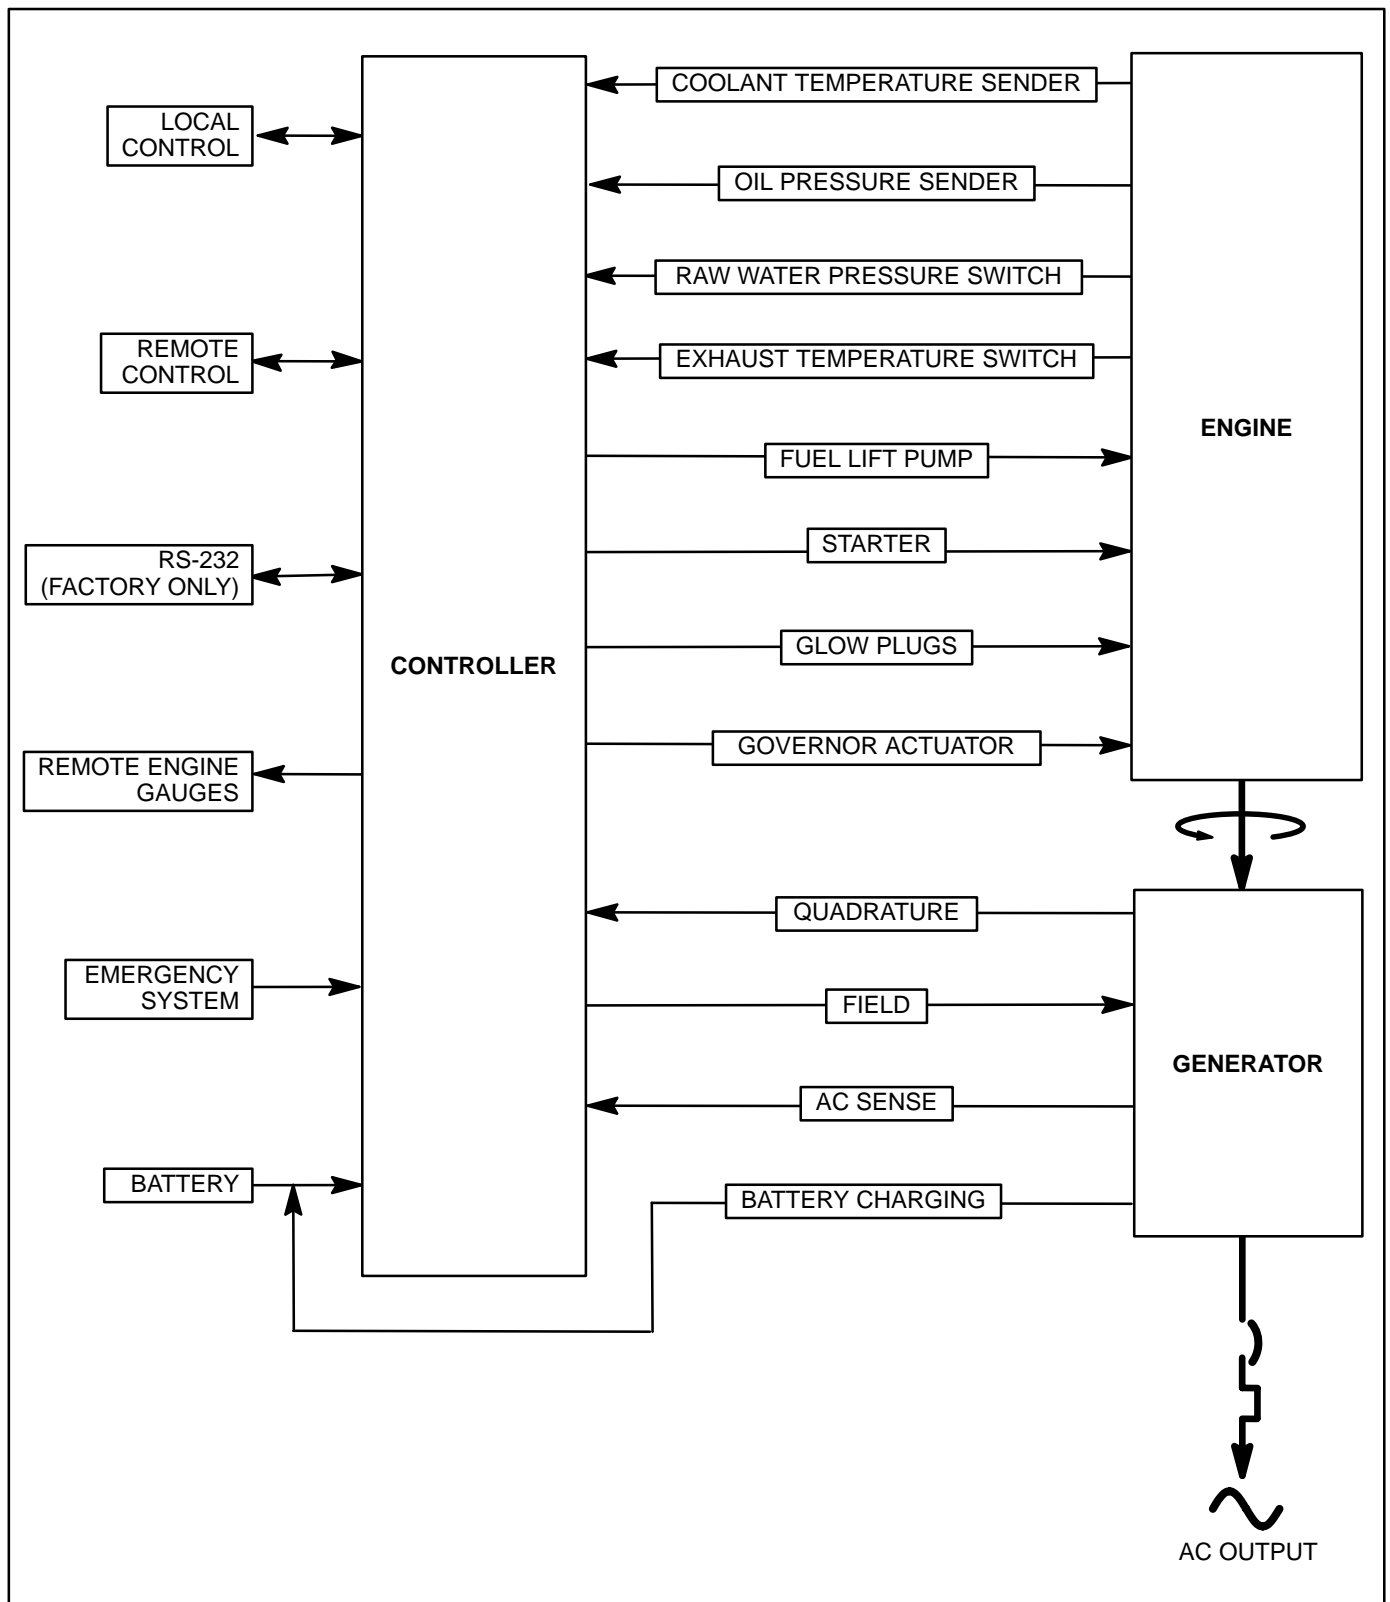 COOLANT TEMPERATURE SENDER
LOCAL
CONTROL
OIL PRESSURE SENDER
RAW WATER PRESSURE SWITCH
REMOTE
CONTROL
EXHAUST TEMPERATURE SWITCH
ENGINE
FUEL LIFT PUMP
STARTER
RS-232
(FACTORY ONLY)
GLOW PLUGS
CONTROLLER
GOVERNOR ACTUATOR
REMOTE ENGINE
GAUGES
QUADRATURE
EMERGENCY
SYSTEM
FIELD
GENERATOR
AC SENSE
BATTERY
BATTERY CHARGING
AC OUTPUT